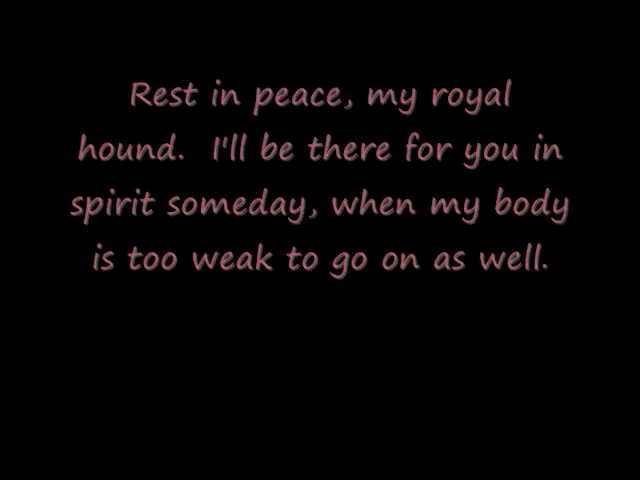 Rest in peace, my royal
hound.  I'll be there for you in
spirit someday, when my body
is too weak to go on as well.